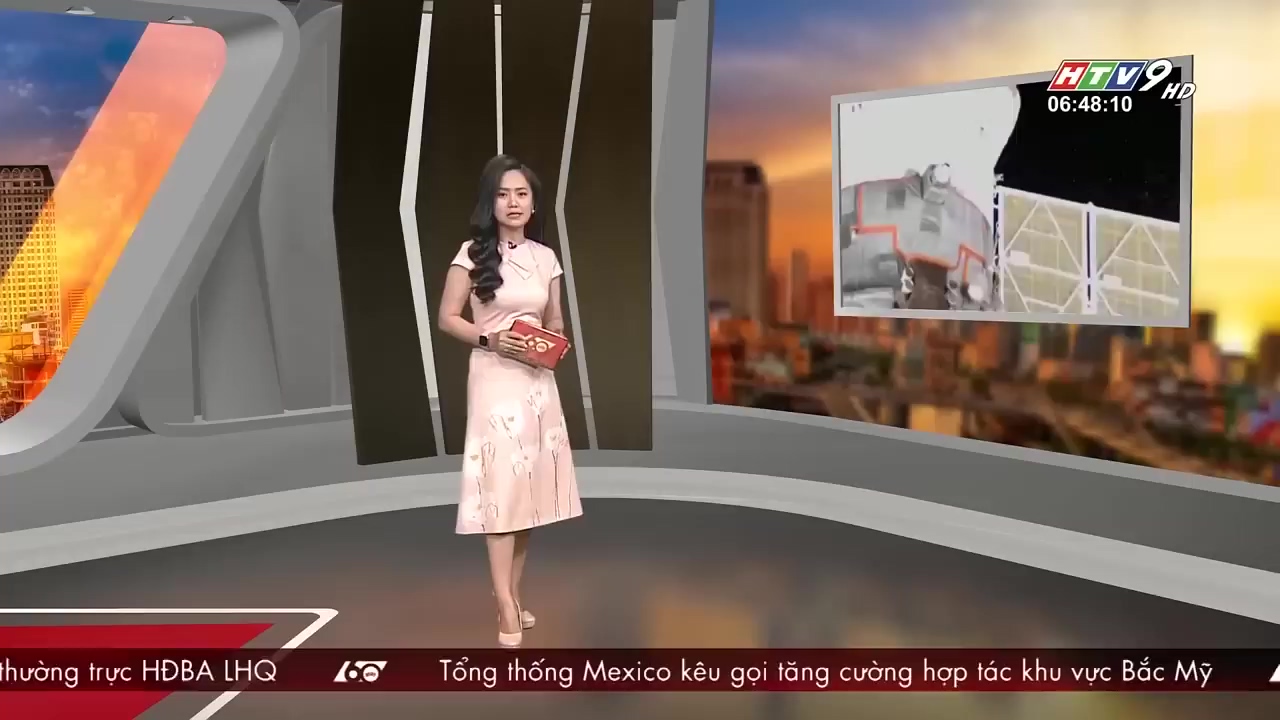 HTV9 HD
06:48:10
thường trực HĐBA LHQ 60 Tổng thống Mexico kêu gọi tăng cường hợp tác khu vực Bắc Mỹ